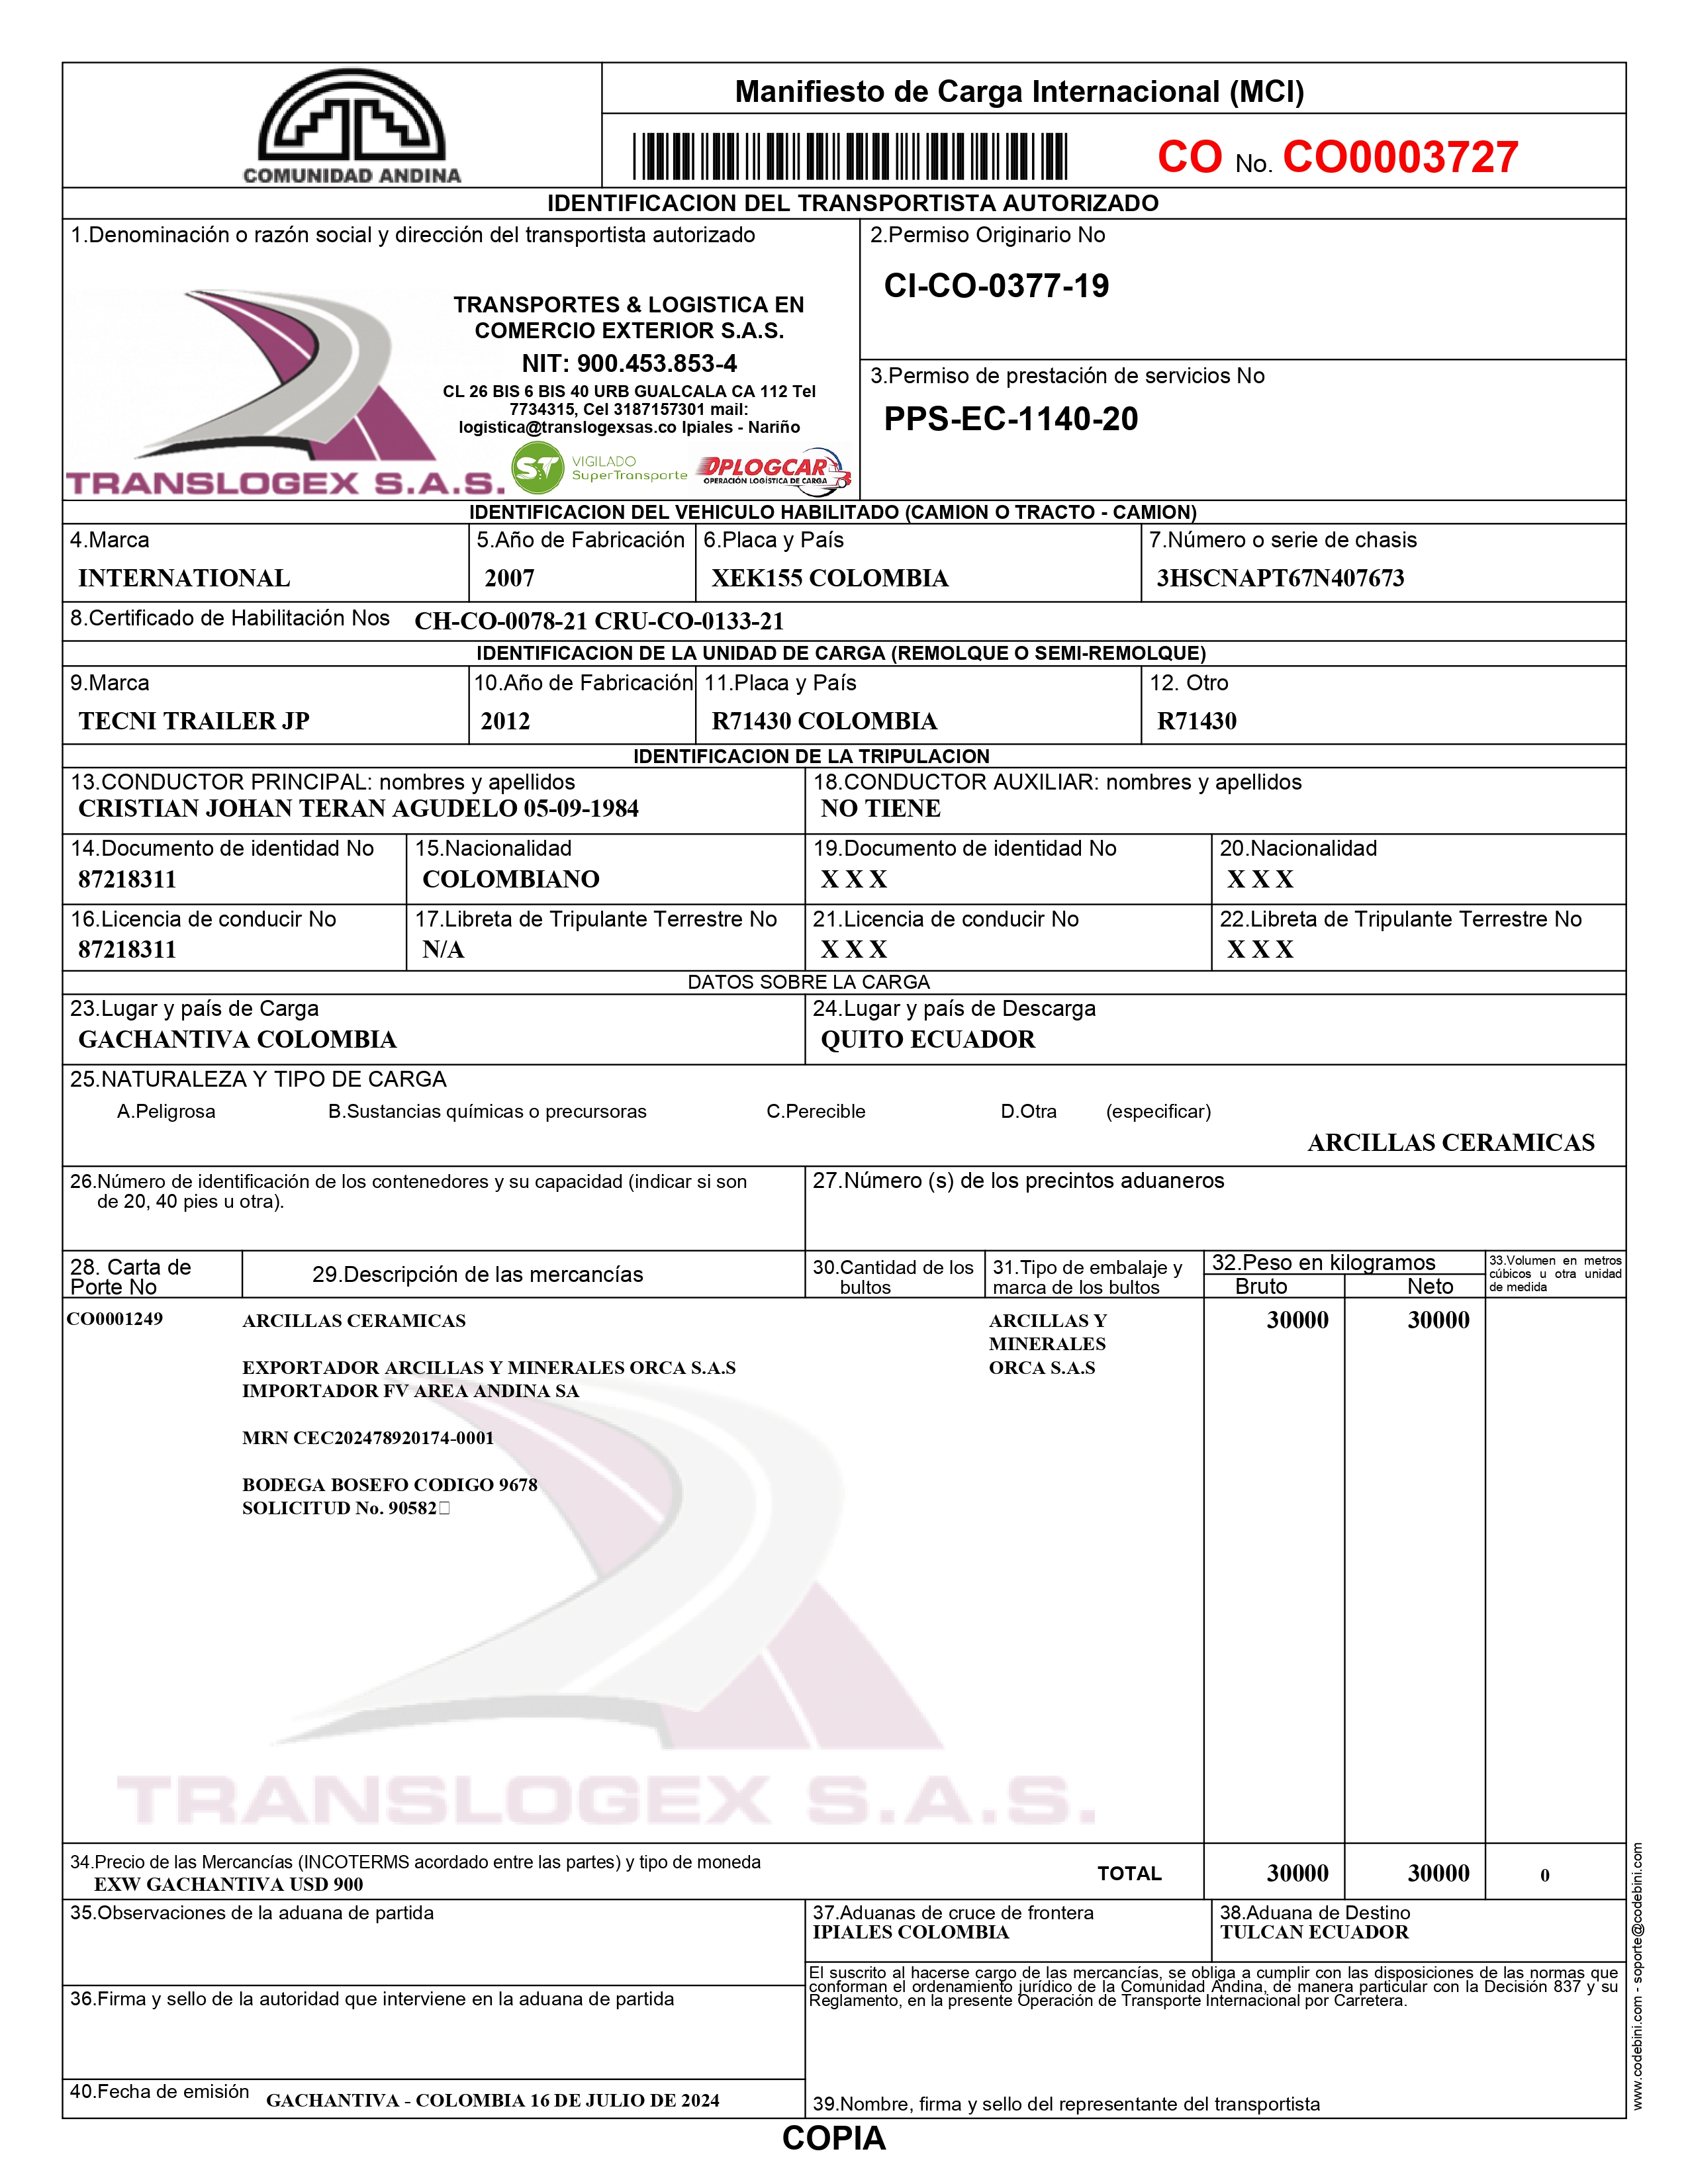 COMUNIDAD ANDINA
Manifiesto de Carga Internacional (MCI)
CO No. CO0003727
IDENTIFICACION DEL TRANSPORTISTA AUTORIZADO
1.Denominación o razón social y dirección del transportista autorizado
TRANSPORTES & LOGISTICA EN
COMERCIO EXTERIOR S.A.S.
NIT: 900.453.853-4
CL 26 BIS 6 BIS 40 URB GUALCALA CA 112 Tel
7734315, Cel 3187157301 mail:
logistica@translogexsas.co Ipiales - Nariño
TRANSLOGEX S.A.S.
ST VIGILADO
SuperTransporte
OPLOGCAR
OPERACIÓN LOGÍSTICA DE CARGA
2.Permiso Originario No
CI-CO-0377-19
3.Permiso de prestación de servicios No
PPS-EC-1140-20
IDENTIFICACION DEL VEHICULO HABILITADO (CAMION O TRACTO - CAMION)
4.Marca
INTERNATIONAL
5.Año de Fabricación
2007
6.Placa y País
XEK155 COLOMBIA
7.Número o serie de chasis
3HSCNAPT67N407673
8.Certificado de Habilitación Nos CH-CO-0078-21 CRU-CO-0133-21
IDENTIFICACION DE LA UNIDAD DE CARGA (REMOLQUE O SEMI-REMOLQUE)
9.Marca
TECNI TRAILER JP
10.Año de Fabricación
2012
11.Placa y País
R71430 COLOMBIA
12. Otro
R71430
IDENTIFICACION DE LA TRIPULACION
13.CONDUCTOR PRINCIPAL: nombres y apellidos
CRISTIAN JOHAN TERAN AGUDELO 05-09-1984
18.CONDUCTOR AUXILIAR: nombres y apellidos
NO TIENE
14.Documento de identidad No
87218311
15.Nacionalidad
COLOMBIANO
19.Documento de identidad No
X X X
20.Nacionalidad
X X X
16.Licencia de conducir No
87218311
17.Libreta de Tripulante Terrestre No
N/A
21.Licencia de conducir No
X X X
22.Libreta de Tripulante Terrestre No
X X X
DATOS SOBRE LA CARGA
23.Lugar y país de Carga
GACHANTIVA COLOMBIA
24.Lugar y país de Descarga
QUITO ECUADOR
25.NATURALEZA Y TIPO DE CARGA
A.Peligrosa B.Sustancias químicas o precursoras C.Perecible D.Otra (especificar)
ARCILLAS CERAMICAS
26.Número de identificación de los contenedores y su capacidad (indicar si son
de 20, 40 pies u otra).
27.Número (s) de los precintos aduaneros
28. Carta de
Porte No
29.Descripción de las mercancías
30.Cantidad de los
bultos
31.Tipo de embalaje y
marca de los bultos
32.Peso en kilogramos
Bruto Neto
33.Volumen en metros
cúbicos u otra unidad
de medida
CO0001249
ARCILLAS CERAMICAS
EXPORTADOR ARCILLAS Y MINERALES ORCA S.A.S
IMPORTADOR FV AREA ANDINA SA
MRN CEC202478920174-0001
BODEGA BOSEFO CODIGO 9678
SOLICITUD No. 90582
ARCILLAS Y
MINERALES
ORCA S.A.S
30000 30000
TRANSLOGEX S.A.S.
34.Precio de las Mercancías (INCOTERMS acordado entre las partes) y tipo de moneda
EXW GACHANTIVA USD 900
TOTAL 30000 30000 0
35.Observaciones de la aduana de partida
37.Aduanas de cruce de frontera
IPIALES COLOMBIA
38.Aduana de Destino
TULCAN ECUADOR
El suscrito al hacerse cargo de las mercancías, se obliga a cumplir con las disposiciones de las normas que
conforman el ordenamiento jurídico de la Comunidad Andina, de manera particular con la Decisión 837 y su
Reglamento, en la presente Operación de Transporte Internacional por Carretera.
36.Firma y sello de la autoridad que interviene en la aduana de partida
40.Fecha de emisión GACHANTIVA - COLOMBIA 16 DE JULIO DE 2024
39.Nombre, firma y sello del representante del transportista
www.codebini.com - soporte@codebini.com
COPIA